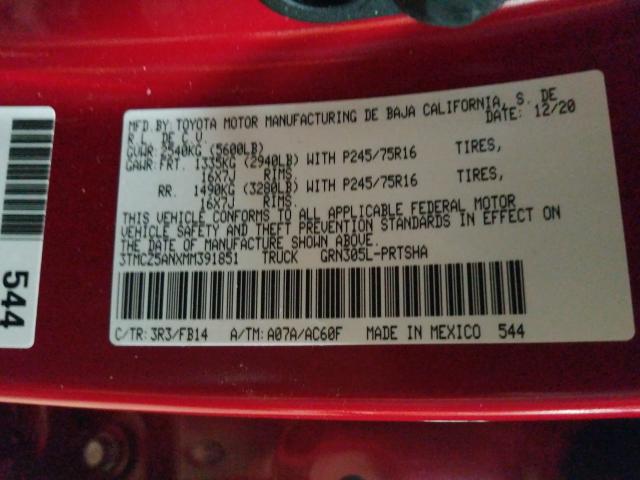 MFD.BY TOYOTA MOTOR MANUFACTURING DE BAJA CALIFORNIA, S. DE
R.L. DE C.V. DATE: 12/20
GVWR: 2540KG (5600LB)
GAWR:FRT. 1335KG (2940LB) WITH P245/75R16 TIRES,
16X7J RIMS.
RR. 1490KG (3280LB) WITH P245/75R16 TIRES,
16X7J RIMS.
THIS VEHICLE CONFORMS TO ALL APPLICABLE FEDERAL MOTOR
VEHICLE SAFETY AND THEFT PREVENTION STANDARDS IN EFFECT ON
THE DATE OF MANUFACTURE SHOWN ABOVE.
3TMCZ5ANXMM391851 TRUCK GRN305L-PRTSHA
C/TR: 3R3/FB14 A/TM: A07A/AC60F MADE IN MEXICO 544
544